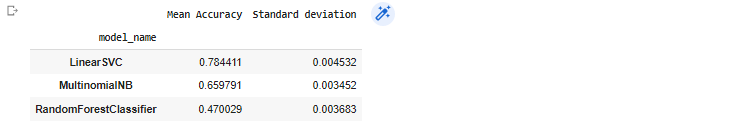 Mean Accuracy Standard deviation
model_name
LinearSVC 0.784411 0.004532
MultinomialNB 0.659791 0.003452
RandomForestClassifier 0.470029 0.003683